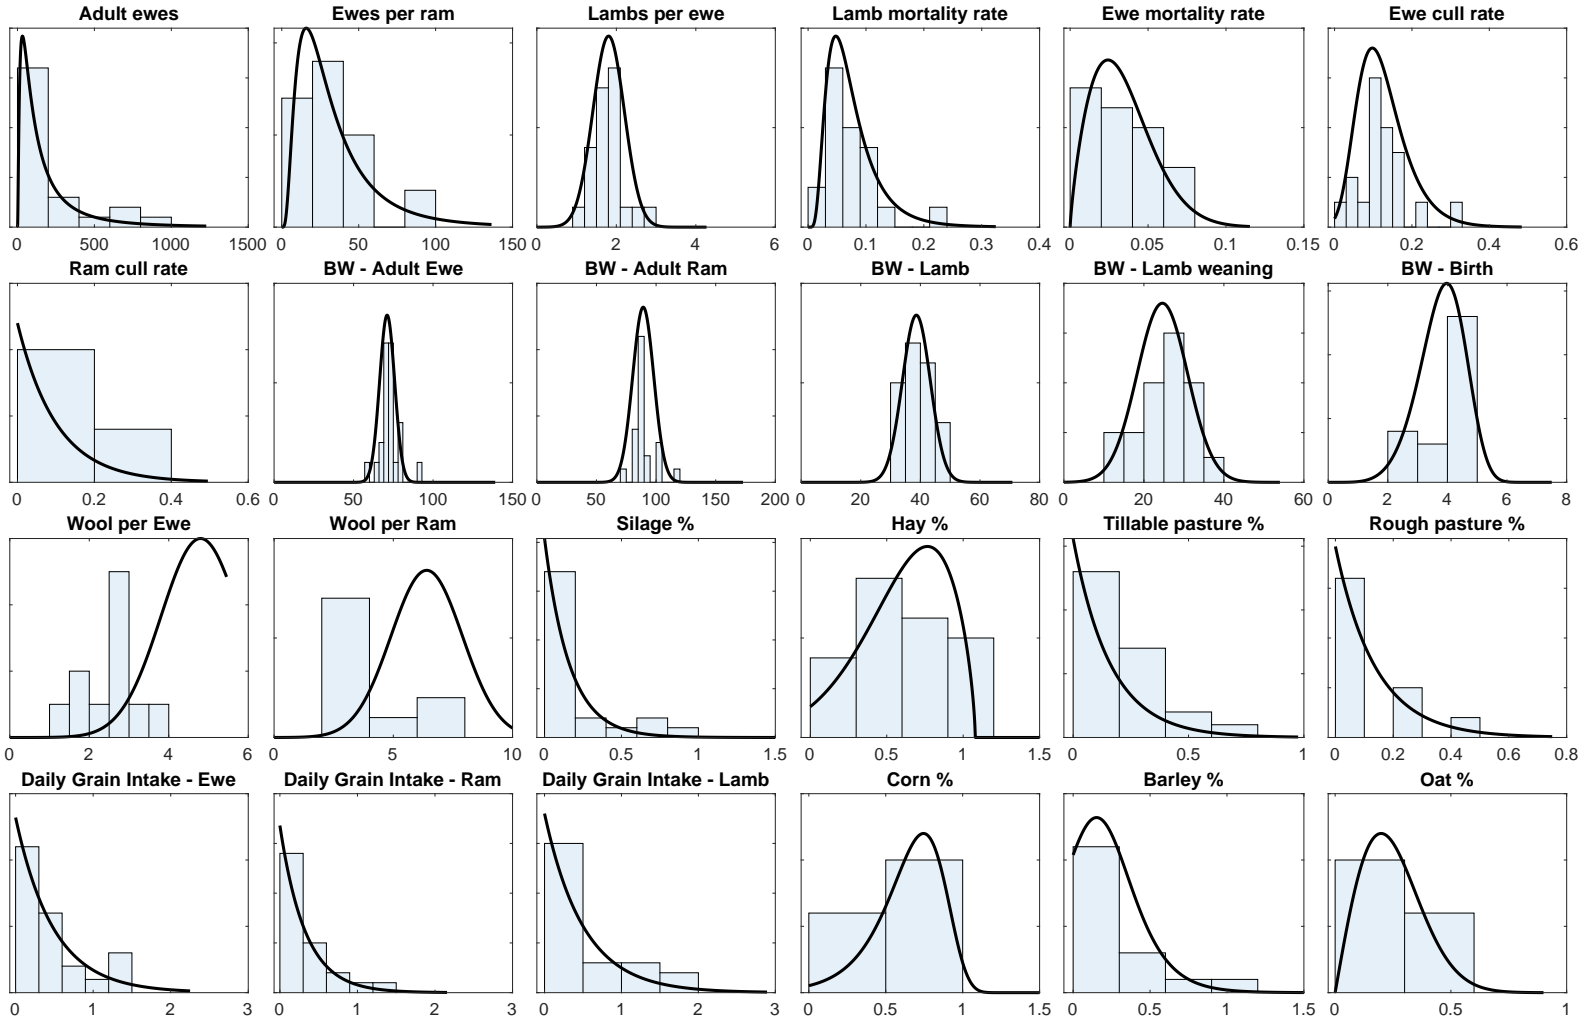 Adult ewes Ewes per ram Lambs per ewe Lamb mortality rate Ewe mortality rate Ewe cull rate
0 500 1000 1500 0 50 100 150 0 2 4 6 0 0.1 0.2 0.3 0.4 0 0.05 0.1 0.15 0 0.2 0.4 0.6
Ram cull rate BW - Adult Ewe BW - Adult Ram BW - Lamb BW - Lamb weaning BW - Birth
0 0.2 0.4 0.6 0 50 100 150 0 50 100 150 200 0 20 40 60 80 0 20 40 60 0 2 4 6 8
Wool per Ewe Wool per Ram Silage % Hay % Tillable pasture % Rough pasture %
0 2 4 6 0 5 10 0 0.5 1 1.5 0 0.5 1 1.5 0 0.5 1 0 0.2 0.4 0.6 0.8
Daily Grain Intake - Ewe Daily Grain Intake - Ram Daily Grain Intake - Lamb Corn % Barley % Oat %
0 1 2 3 0 1 2 3 0 1 2 3 0 0.5 1 1.5 0 0.5 1 1.5 0 0.5 1